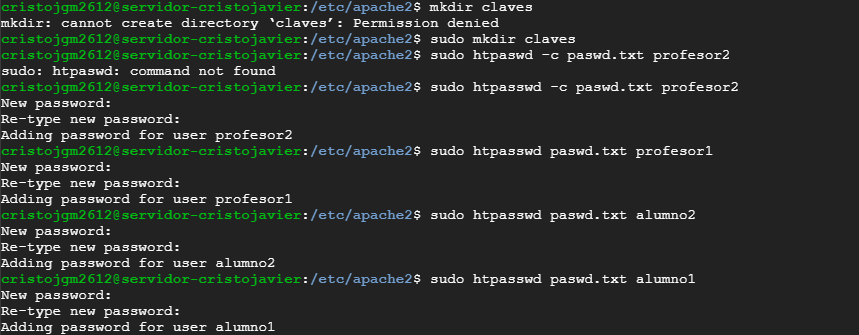 cristojgm2612@servidor-cristojavier:/etc/apache2$ mkdir claves
mkdir: cannot create directory ‘claves’: Permission denied
cristojgm2612@servidor-cristojavier:/etc/apache2$ sudo mkdir claves
cristojgm2612@servidor-cristojavier:/etc/apache2$ sudo htpaswd -c paswd.txt profesor2
sudo: htpaswd: command not found
cristojgm2612@servidor-cristojavier:/etc/apache2$ sudo htpasswd -c paswd.txt profesor2
New password:
Re-type new password:
Adding password for user profesor2
cristojgm2612@servidor-cristojavier:/etc/apache2$ sudo htpasswd paswd.txt profesor1
New password:
Re-type new password:
Adding password for user profesor1
cristojgm2612@servidor-cristojavier:/etc/apache2$ sudo htpasswd paswd.txt alumno2
New password:
Re-type new password:
Adding password for user alumno2
cristojgm2612@servidor-cristojavier:/etc/apache2$ sudo htpasswd paswd.txt alumno1
New password:
Re-type new password:
Adding password for user alumno1